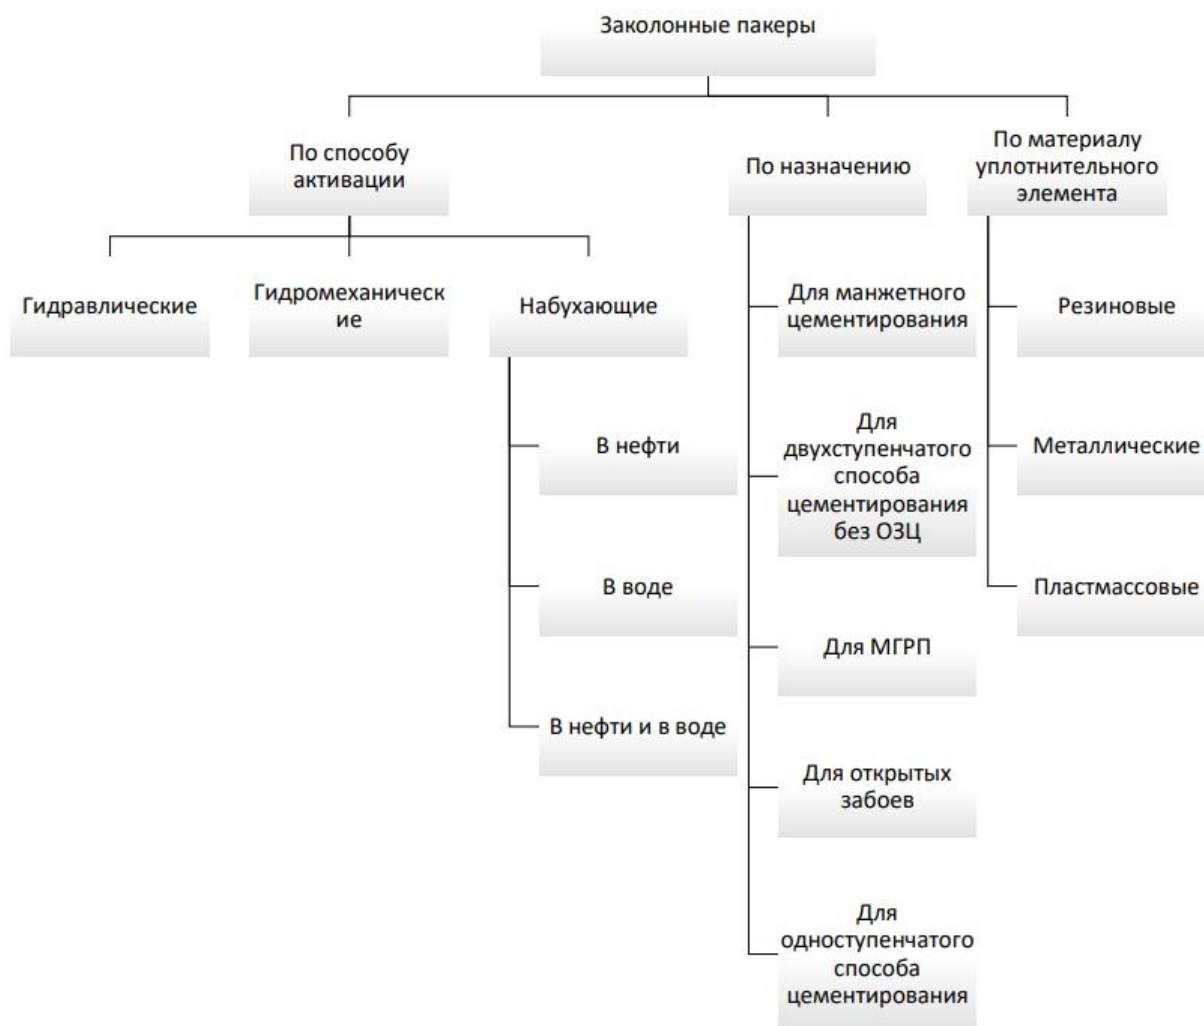 Заколонные пакеры
По способу
активации
По назначению
По материалу
уплотнительного
элемента
Гидравлические
Гидромеханическ
ие
Набухающие
В нефти
В воде
В нефти и в воде
Для манжетного
цементирования
Для
двухступенчатого
способа
цементирования
без ОЗЦ
Для МГРП
Для открытых
забоев
Для
одноступенчатого
способа
цементирования
Резиновые
Металлические
Пластмассовые